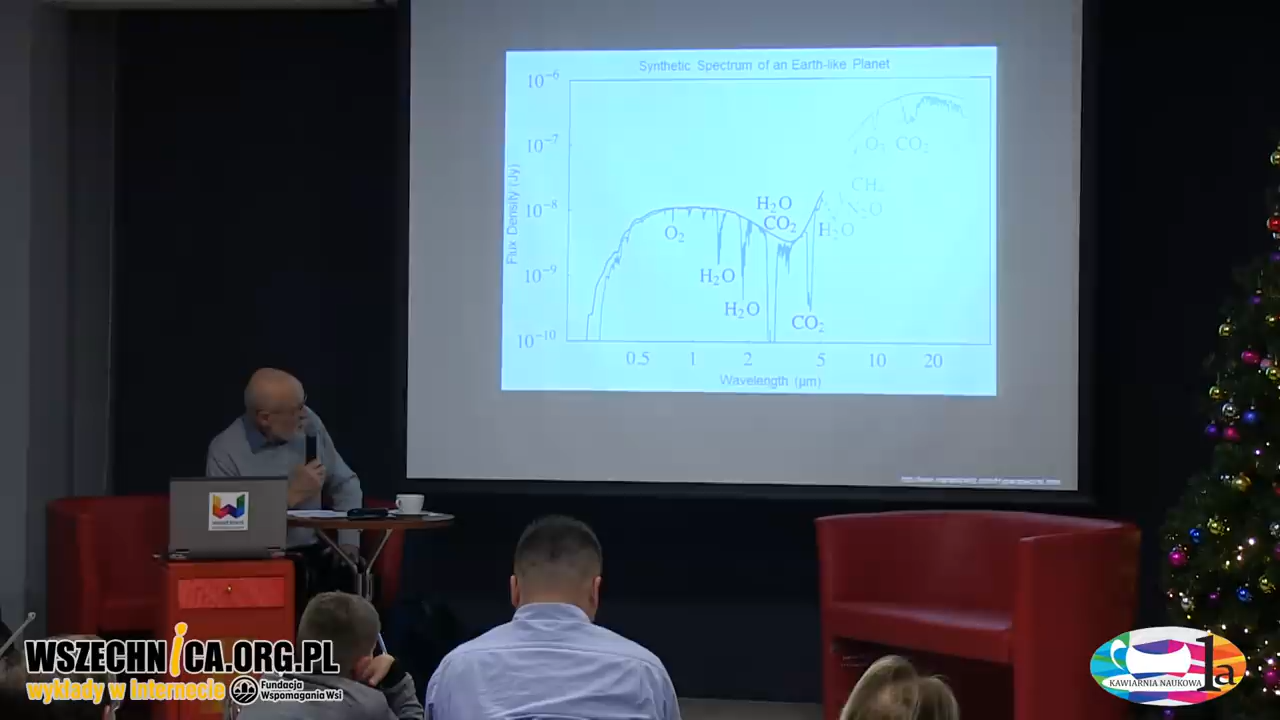 Synthetic Spectrum of an Earth-like Planet
10⁻⁶
10⁻⁷
10⁻⁸
10⁻⁹
10⁻¹⁰
Flux Density (Jy)
O₃ CO₂
CH₄
N₂O
H₂O
H₂O
CO₂
O₂
H₂O
H₂O
CO₂
0.5 1 2 5 10 20
Wavelength (μm)
WSZECHNiCA.ORG.PL
wykłady w Internecie
Fundacja
Wspomagania Wsi
KAWIARNIA NAUKOWA 1a